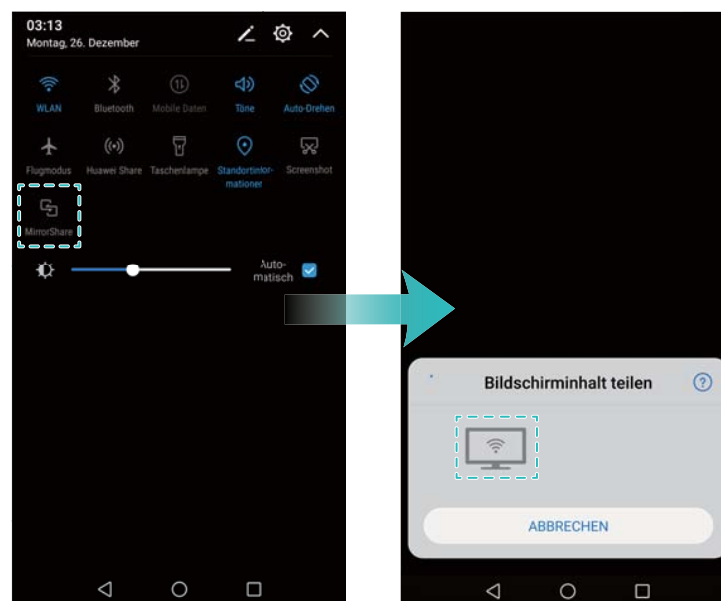 03:13
Montag, 26. Dezember
WLAN Bluetooth Mobile Daten Töne Auto-Drehen
Flugmodus Huawei Share Taschenlampe Standortinfor- Screenshot
mationer
MirrorShare
Auto-
matisch
Bildschirminhalt teilen ?
ABBRECHEN